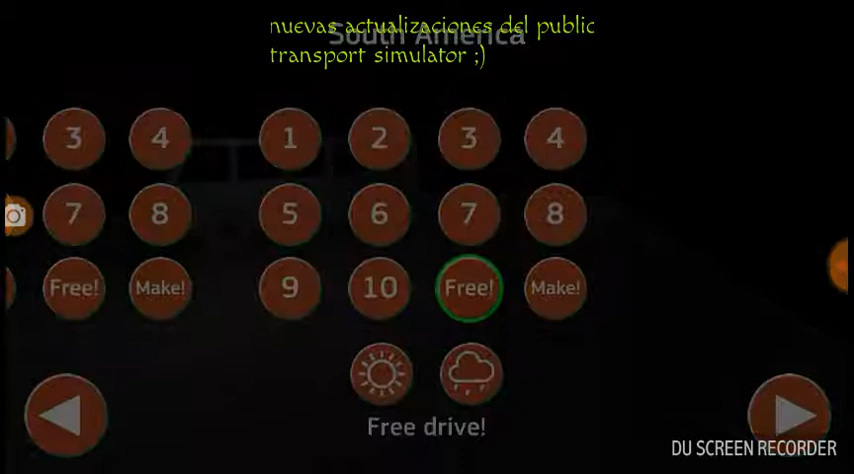 nuevas actualizaciones del public
South America
transport simulator ;)
3 4 1 2 3 4
7 8 5 6 7 8
Free! Make! 9 10 Free! Make!
Free drive!
DU SCREEN RECORDER